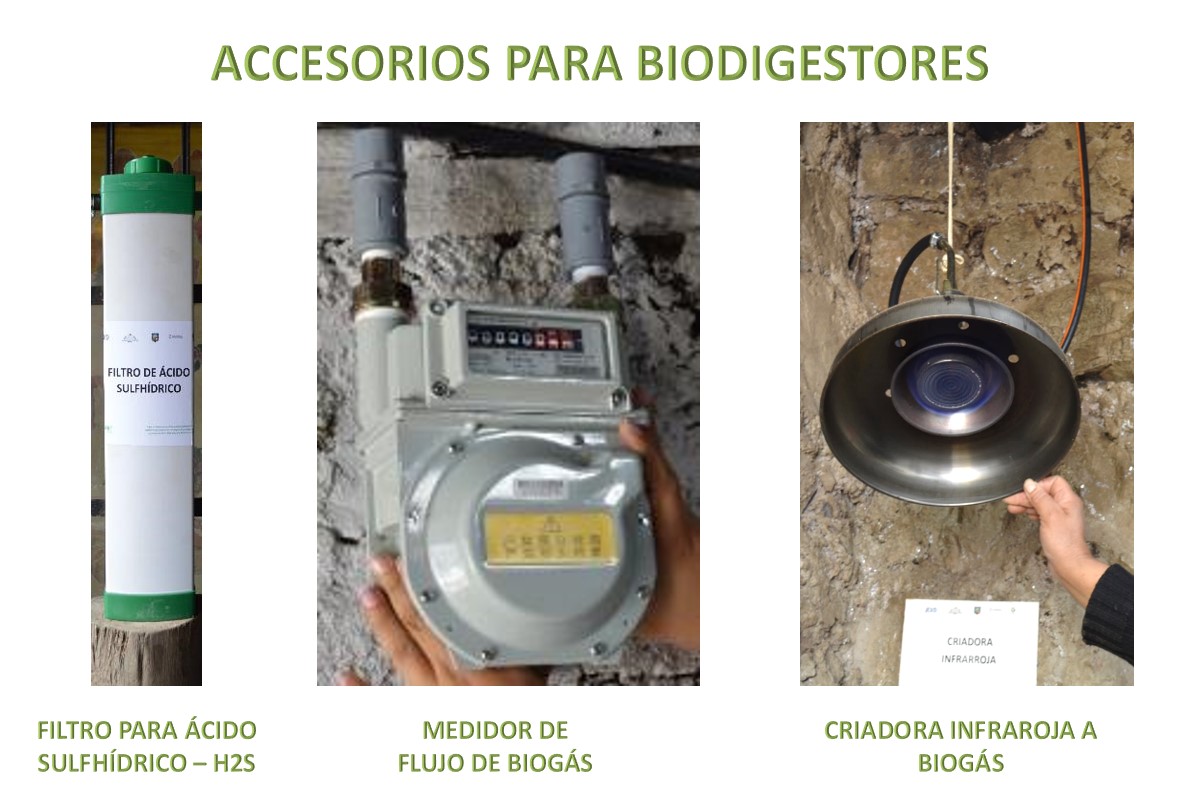 ACCESORIOS PARA BIODIGESTORES
FILTRO DE ÁCIDO
SULFHÍDRICO
CRIADORA
INFRARROJA
FILTRO PARA ÁCIDO
SULFHÍDRICO – H2S
MEDIDOR DE
FLUJO DE BIOGÁS
CRIADORA INFRAROJA A
BIOGÁS